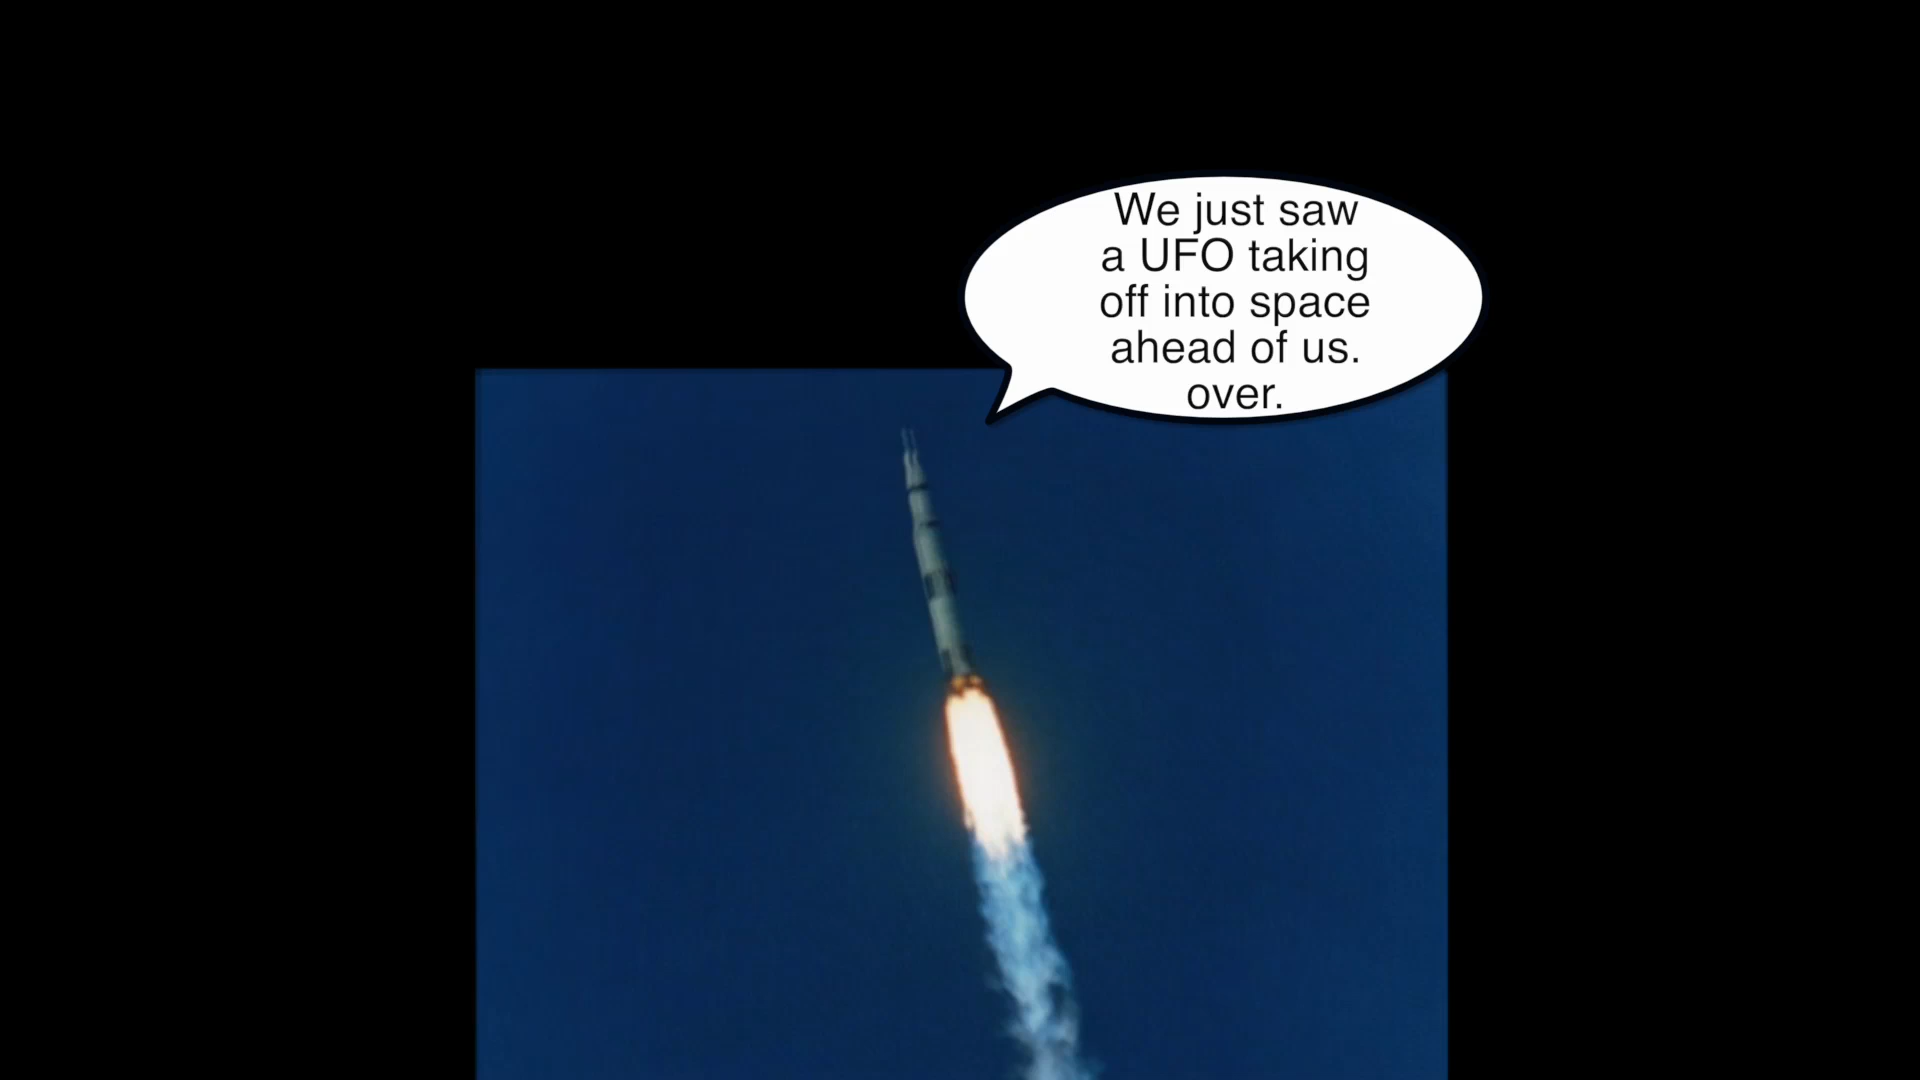 We just saw
a UFO taking
off into space
ahead of us.
over.